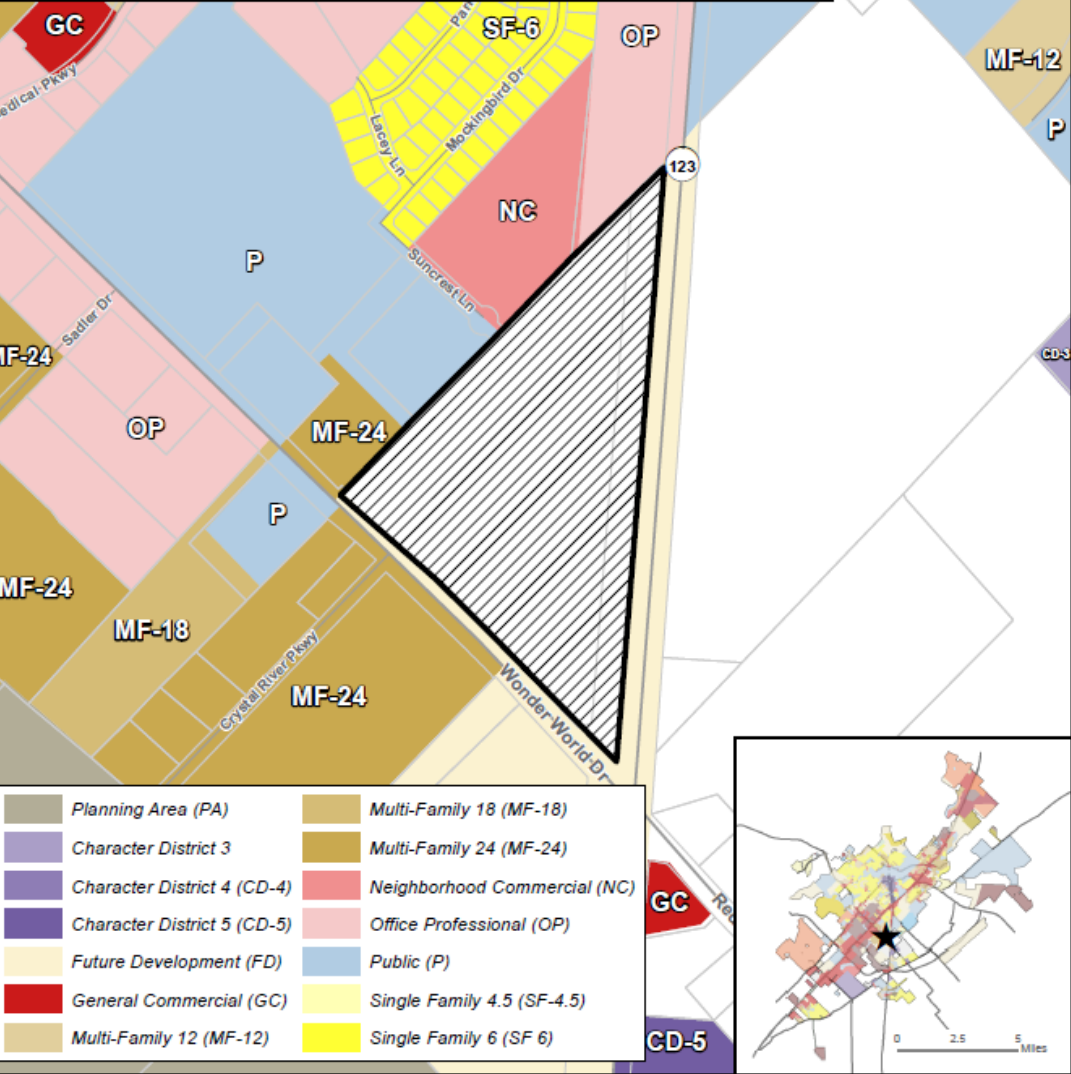 GC
SF-6
OP
MF-12
Mockingbird Dr
P
Lacey Ln
123
NC
P
Suncrest Ln
Sadler Dr
CD-3
OP
MF-24
P
MF-24
MF-18
Crystal River Pkwy
MF-24
Wonder World Dr
GC
CD-5
Planning Area (PA)
Character District 3
Character District 4 (CD-4)
Character District 5 (CD-5)
Future Development (FD)
General Commercial (GC)
Multi-Family 12 (MF-12)
Multi-Family 18 (MF-18)
Multi-Family 24 (MF-24)
Neighborhood Commercial (NC)
Office Professional (OP)
Public (P)
Single Family 4.5 (SF-4.5)
Single Family 6 (SF 6)
0 2.5 5
Miles